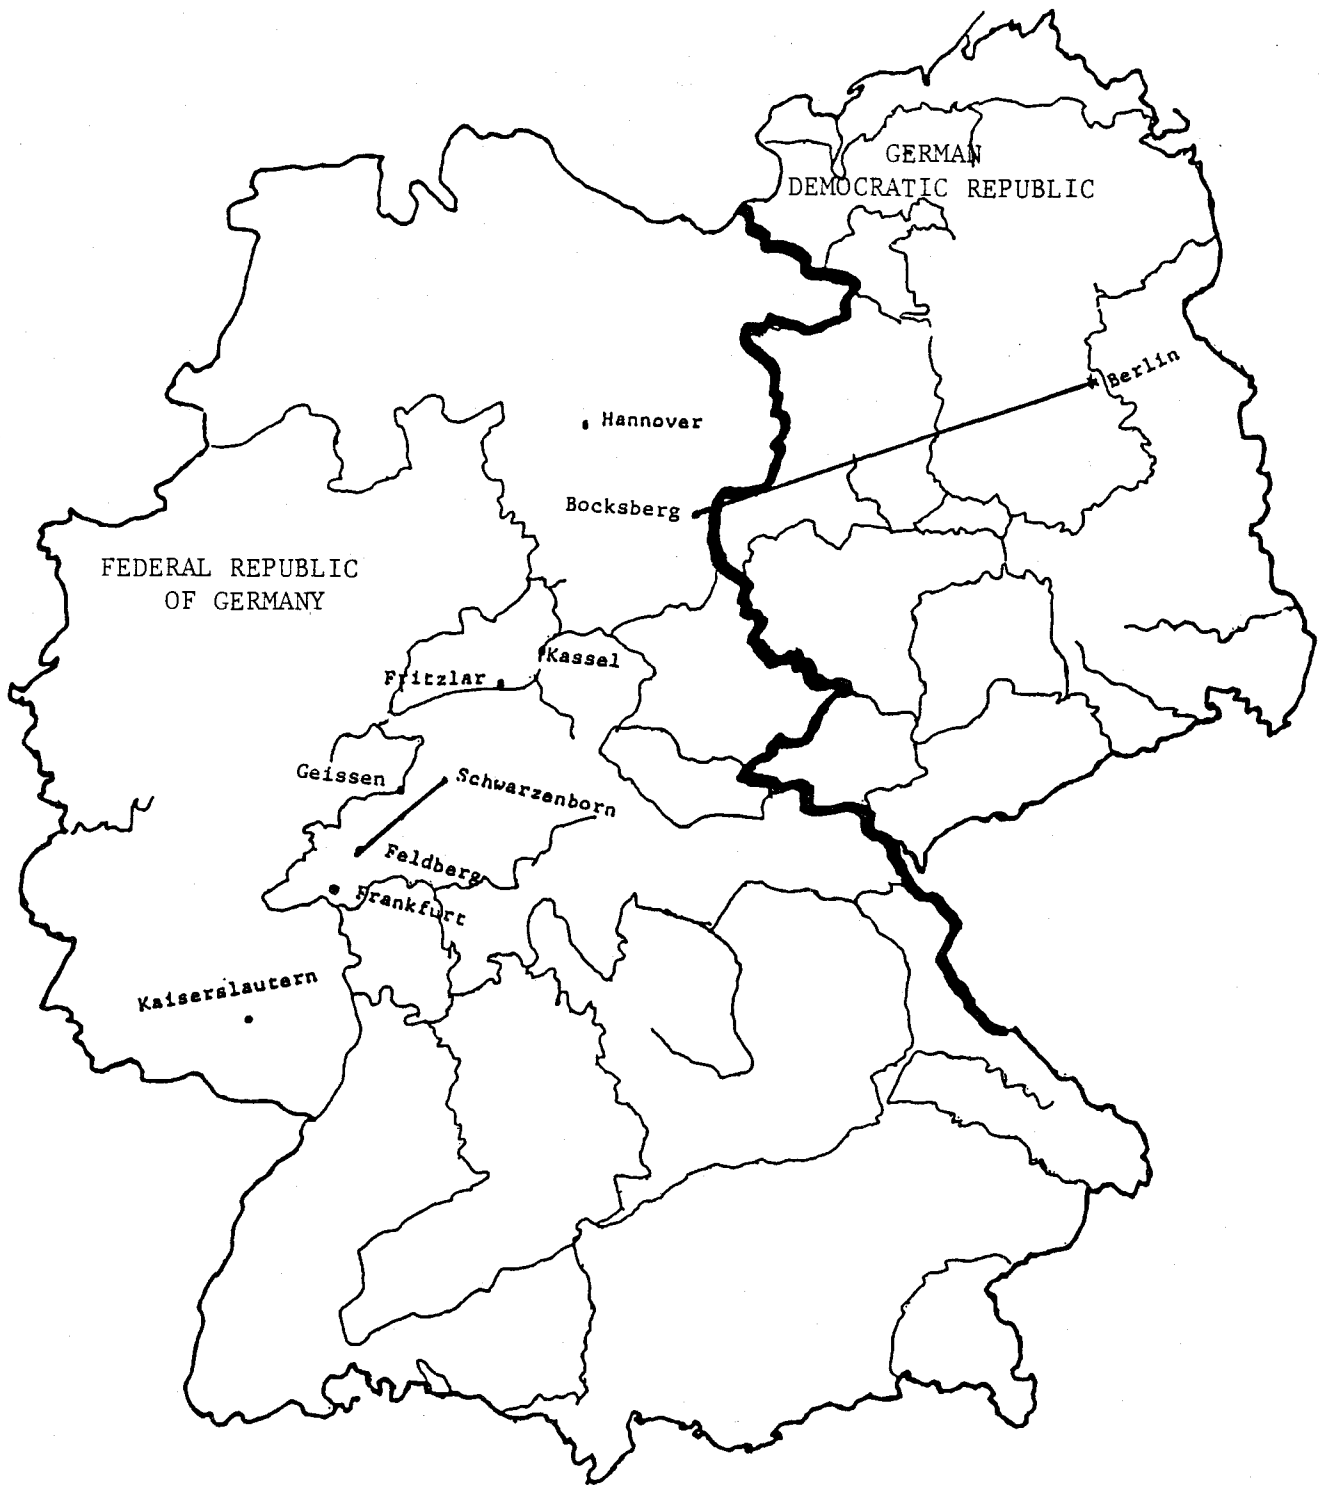 GERMAN
DEMOCRATIC REPUBLIC
Berlin
Hannover
Bocksberg
FEDERAL REPUBLIC
OF GERMANY
Kassel
Fritzlar
Geissen
Schwarzenborn
Feldberg
Frankfurt
Kaiserslautern